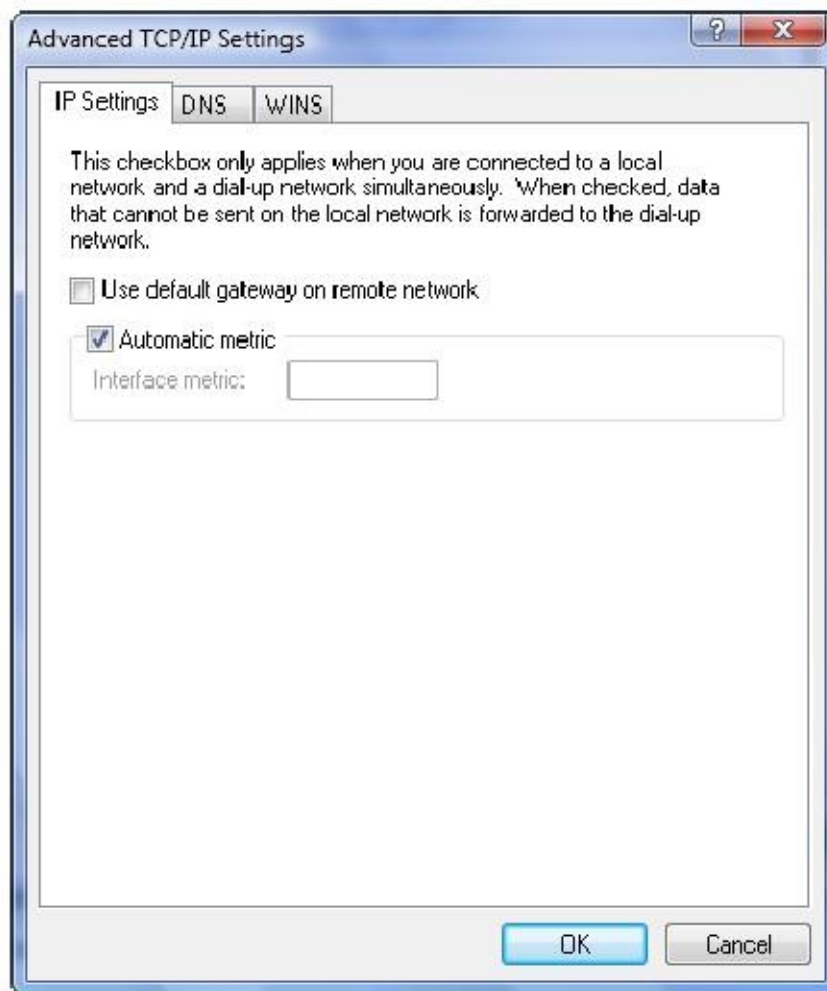 Advanced TCP/IP Settings
?
X
IP Settings DNS WINS
This checkbox only applies when you are connected to a local
network and a dial-up network simultaneously. When checked, data
that cannot be sent on the local network is forwarded to the dial-up
network.
Use default gateway on remote network
Automatic metric
Interface metric:
OK Cancel